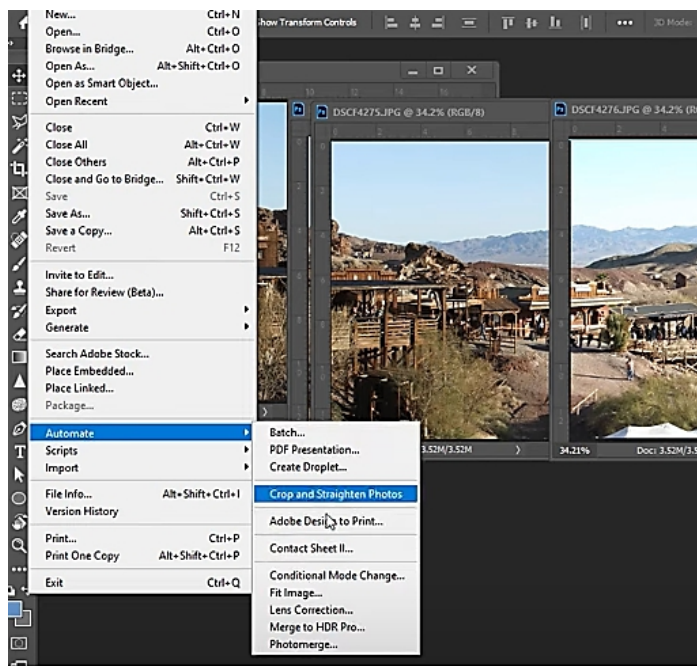 New... Ctrl+N
Show Transform Controls
3D Mode:
Open... Ctrl+O
Browse in Bridge... Alt+Ctrl+O
Open As... Alt+Shift+Ctrl+O
Open as Smart Object...
Open Recent
DSCF4275.JPG @ 34.2% (RGB/8)
DSCF4276.JPG @ 34.2% (R
Close Ctrl+W
Close All Alt+Ctrl+W
Close Others Alt+Ctrl+P
Close and Go to Bridge... Shift+Ctrl+W
Save Ctrl+S
Save As... Shift+Ctrl+S
Save a Copy... Alt+Ctrl+S
Revert F12
Invite to Edit...
Share for Review (Beta)...
Export
Generate
Search Adobe Stock...
Place Embedded...
Place Linked...
Package...
Automate
Scripts
Import
File Info... Alt+Shift+Ctrl+I
Version History
Print... Ctrl+P
Print One Copy Alt+Shift+Ctrl+P
Exit Ctrl+Q
Batch...
PDF Presentation...
Create Droplet...
Crop and Straighten Photos
Adobe Design to Print...
Contact Sheet II...
Conditional Mode Change...
Fit Image...
Lens Correction...
Merge to HDR Pro...
Photomerge...
3.52M/3.52M
34.21% Doc: 3.52M/3.5